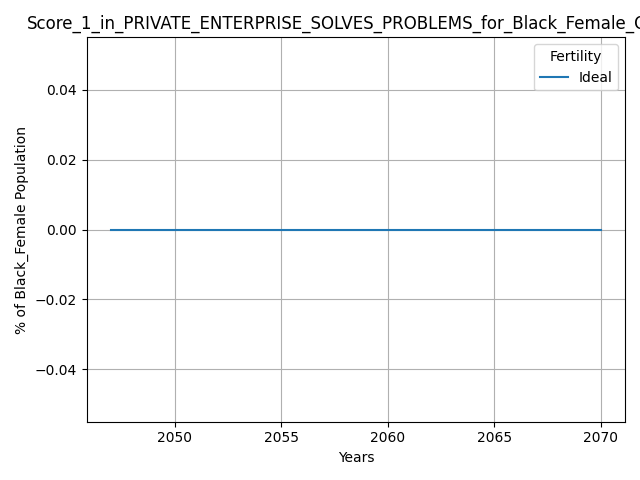 Score_1_in_PRIVATE_ENTERPRISE_SOLVES_PROBLEMS_for_Black_Female_
Fertility
Ideal
0.04
0.02
0.00
−0.02
−0.04
% of Black_Female Population
2050 2055 2060 2065 2070
Years